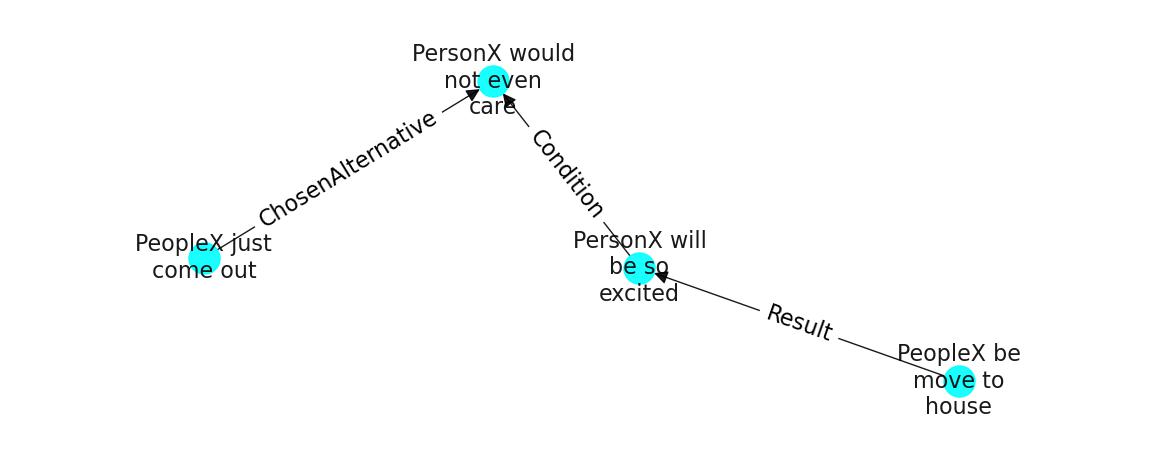 PersonX would
not even
care
ChosenAlternative
Condition
PeopleX just
come out
PersonX will
be so
excited
Result
PeopleX be
move to
house